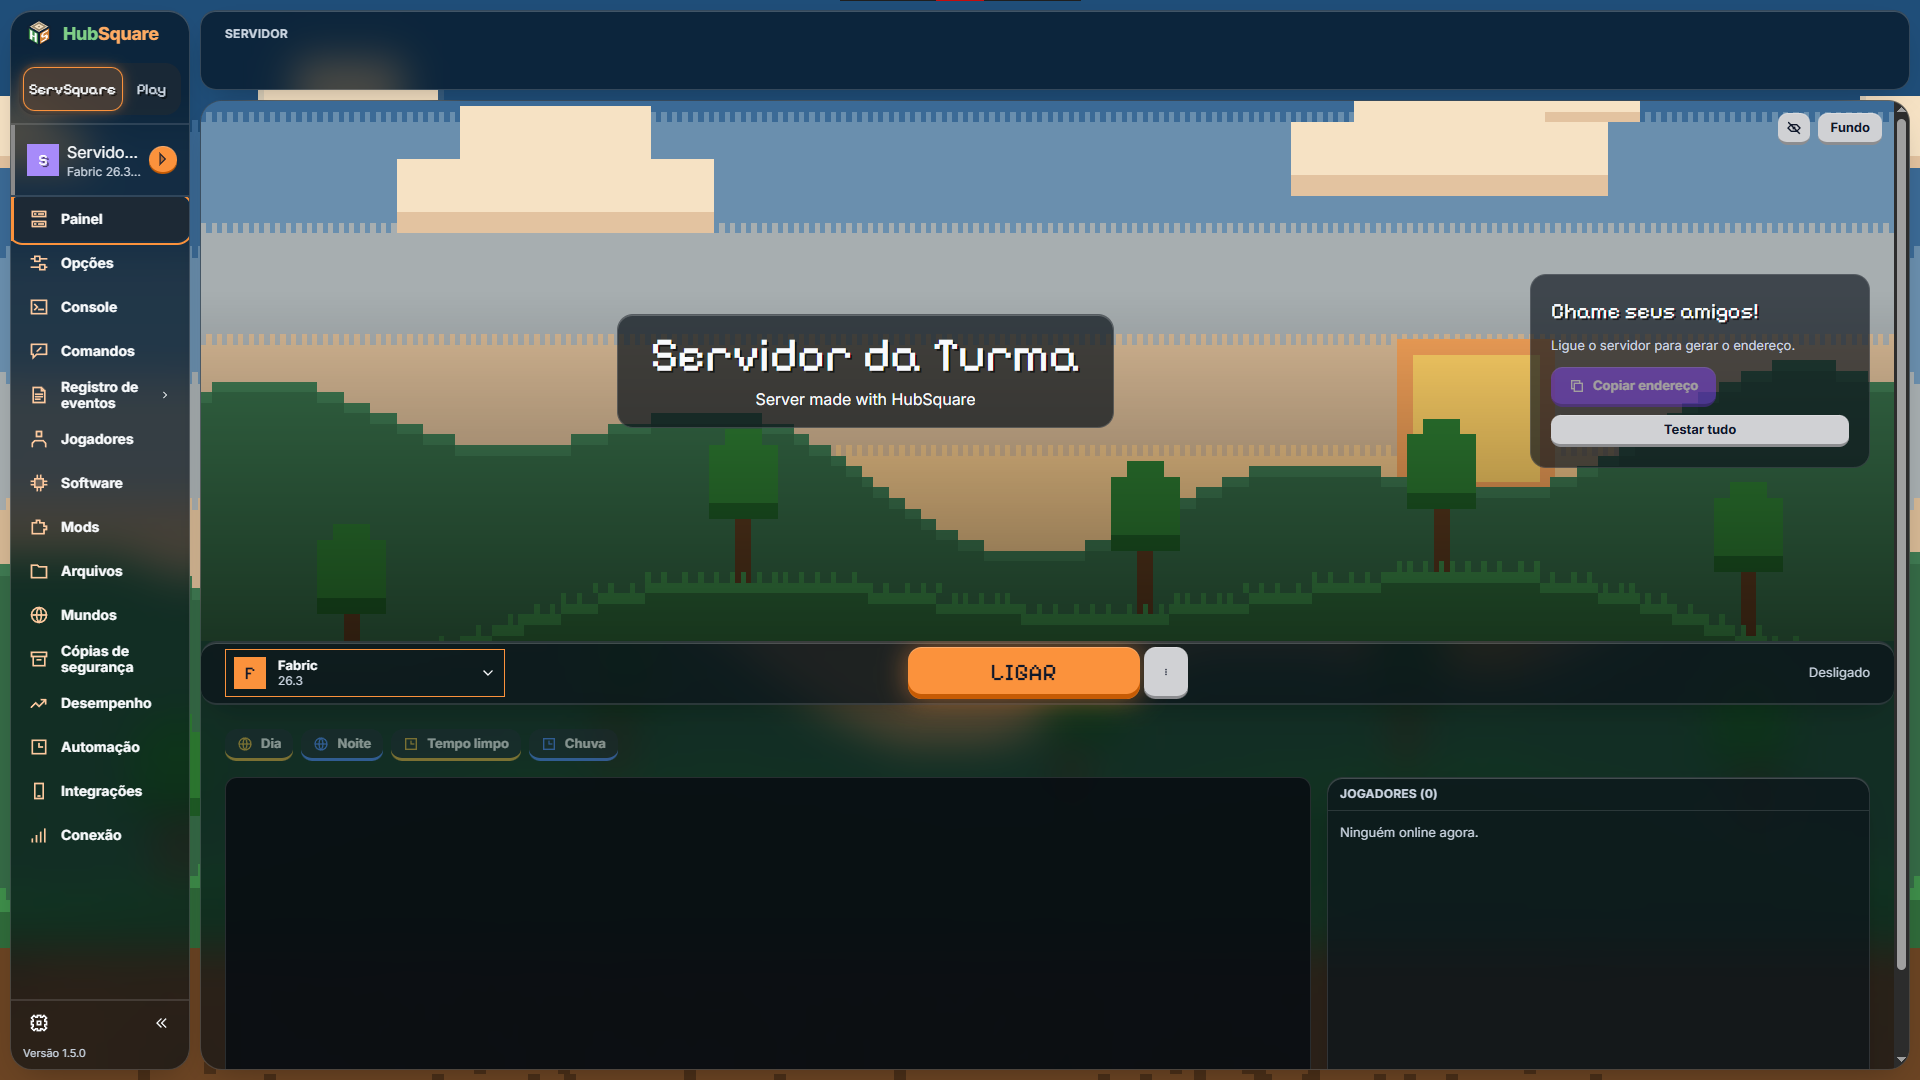 HubSquare
ServSquare
Play
S
Servido...
Fabric 26.3...
Painel
Opções
Console
Comandos
Registro de
eventos
Jogadores
Software
Mods
Arquivos
Mundos
Cópias de
segurança
Desempenho
Automação
Integrações
Conexão
Versão 1.5.0
SERVIDOR
Fundo
Servidor da Turma
Server made with HubSquare
Chame seus amigos!
Ligue o servidor para gerar o endereço.
Copiar endereço
Testar tudo
F
Fabric
26.3
LIGAR
Desligado
Dia
Noite
Tempo limpo
Chuva
JOGADORES (0)
Ninguém online agora.